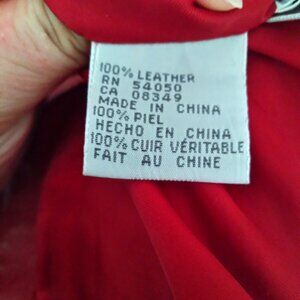 100% LEATHER
RN 54050
CA 08349
MADE IN CHINA
100% PIEL
HECHO EN CHINA
100% CUIR VÉRITABLE
FAIT AU CHINE